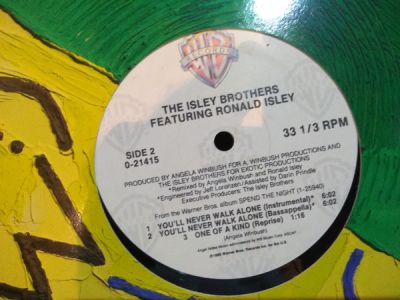 WB
RECORDS
THE ISLEY BROTHERS
FEATURING RONALD ISLEY
SIDE 2
0-21415
33 1/3 RPM
PRODUCED BY ANGELA WINBUSH FOR A. WINBUSH PRODUCTIONS AND
THE ISLEY BROTHERS FOR EXOTIC PRODUCTIONS
*Remixed by Angela Winbush and Ronald Isley
*Engineered by Jeff Lorenzen/Assisted by Darin Prindle
Executive Producers: The Isley Brothers
From the Warner Bros. album SPEND THE NIGHT (1-25940)
1 YOU'LL NEVER WALK ALONE (Instrumental)* 6:02
2 YOU'LL NEVER WALK ALONE (Bassappella)* 6:02
3 ONE OF A KIND (Reprise) 1:16
(Angela Winbush)